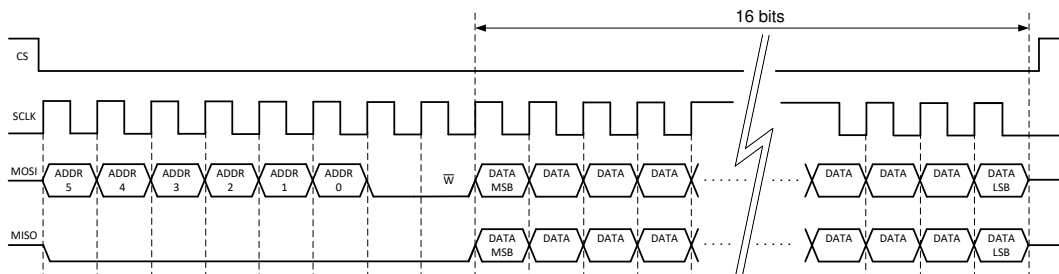 16 bits
CS
SCLK
MOSI ADDR 5 ADDR 4 ADDR 3 ADDR 2 ADDR 1 ADDR 0 W̅ DATA MSB DATA DATA DATA DATA DATA DATA DATA LSB
MISO DATA MSB DATA DATA DATA DATA DATA DATA DATA LSB